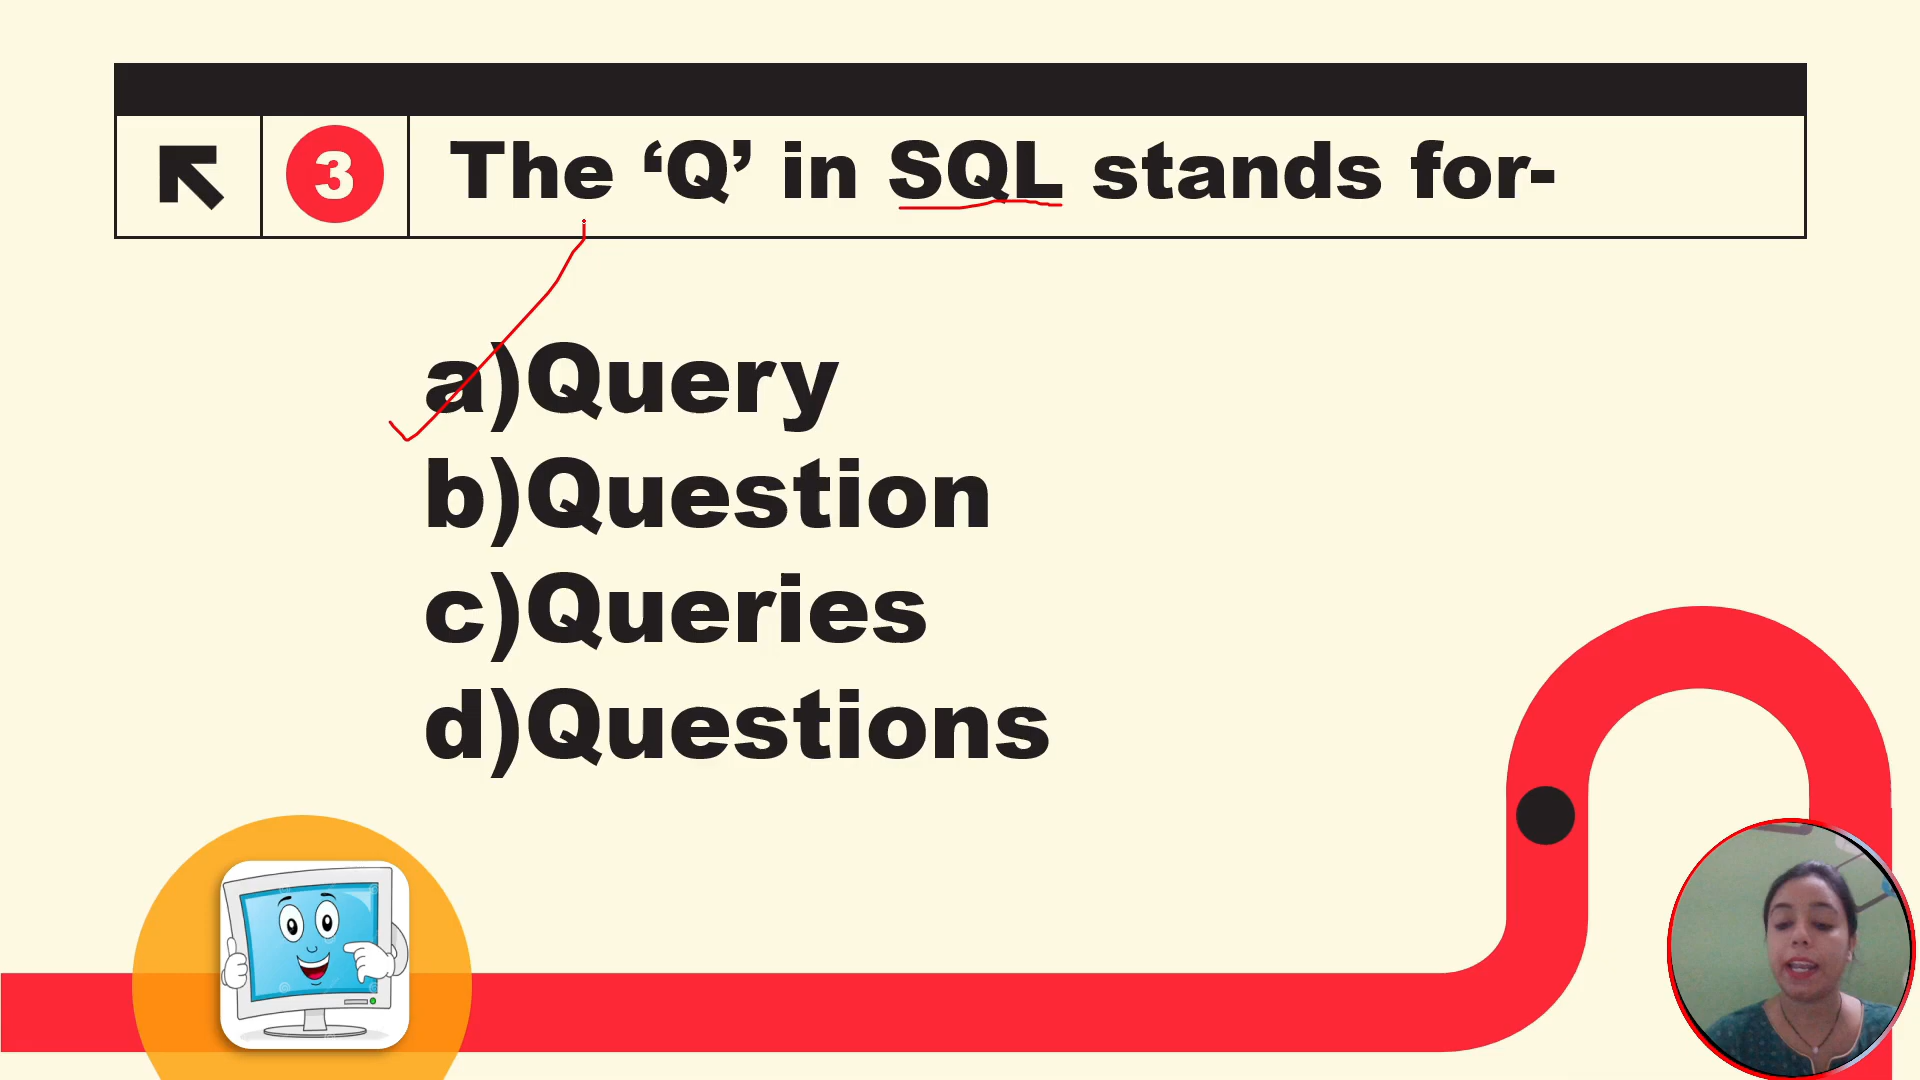 3
The ‘Q’ in SQL stands for-
a)Query
b)Question
c)Queries
d)Questions